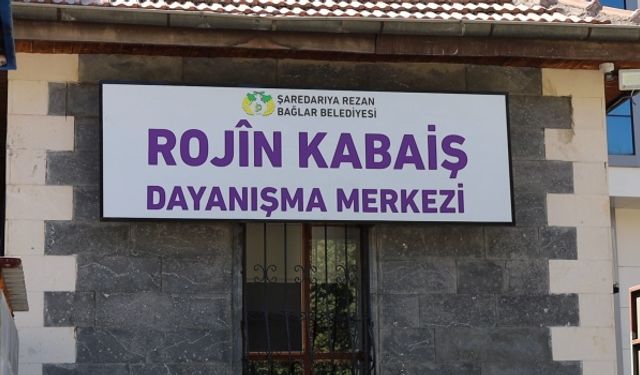 ŞAREDARIYA REZAN
BAĞLAR BELEDİYESİ
ROJÎN KABAİŞ
DAYANIŞMA MERKEZİ